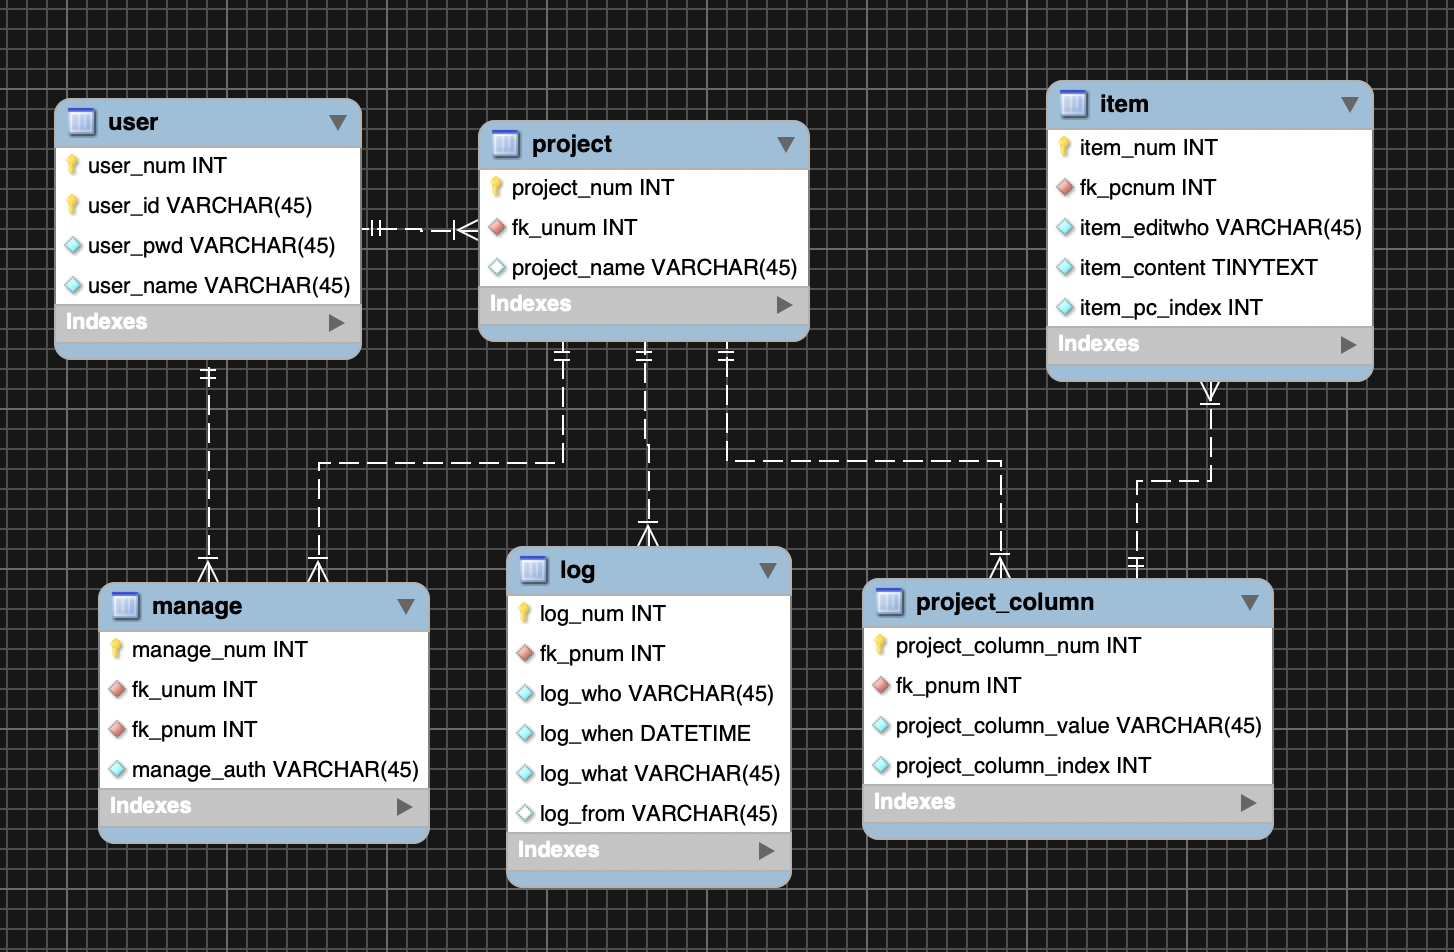 user
user_num INT
user_id VARCHAR(45)
user_pwd VARCHAR(45)
user_name VARCHAR(45)
Indexes
project
project_num INT
fk_unum INT
project_name VARCHAR(45)
Indexes
item
item_num INT
fk_pcnum INT
item_editwho VARCHAR(45)
item_content TINYTEXT
item_pc_index INT
Indexes
manage
manage_num INT
fk_unum INT
fk_pnum INT
manage_auth VARCHAR(45)
Indexes
log
log_num INT
fk_pnum INT
log_who VARCHAR(45)
log_when DATETIME
log_what VARCHAR(45)
log_from VARCHAR(45)
Indexes
project_column
project_column_num INT
fk_pnum INT
project_column_value VARCHAR(45)
project_column_index INT
Indexes